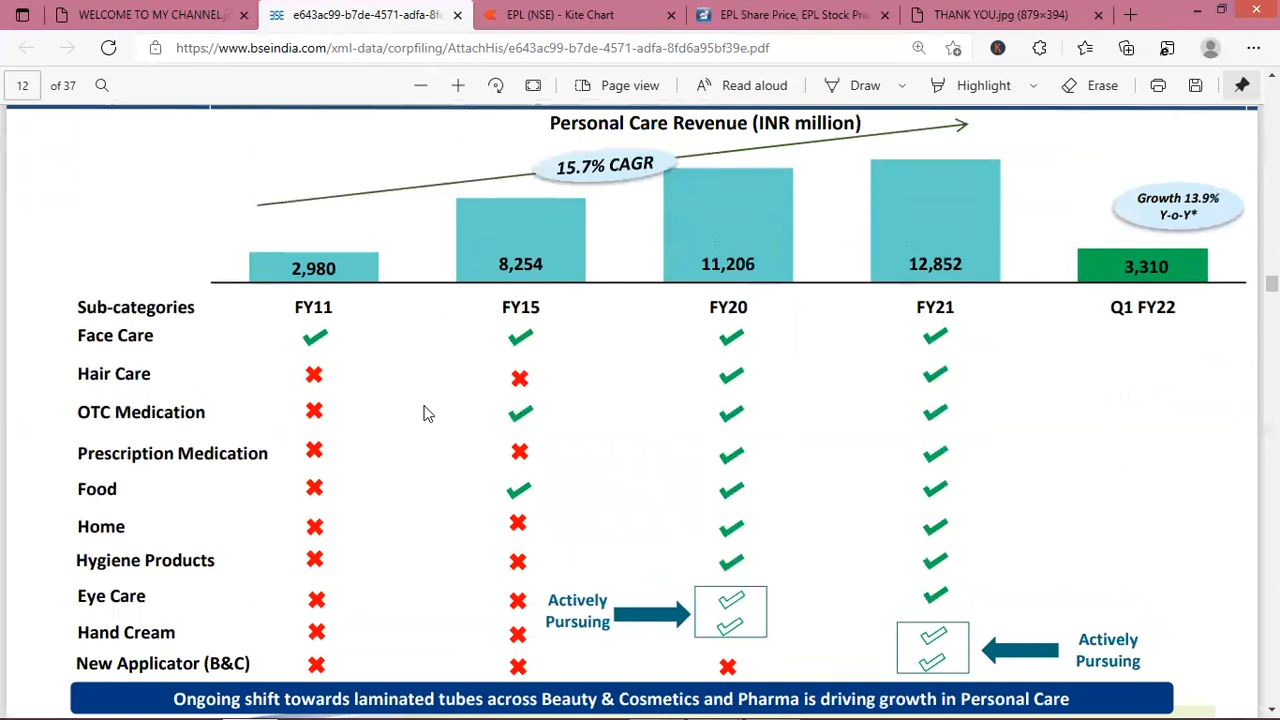 WELCOME TO MY CHANNEL.j
e643ac99-b7de-4571-adfa-8fd
EPL (NSE) - Kite Chart
EPL Share Price, EPL Stock Pric
THANK YOU.jpg (879×394)
https://www.bseindia.com/xml-data/corpfiling/AttachHis/e643ac99-b7de-4571-adfa-8fd6a95bf39e.pdf
12 of 37
Page view
Read aloud
Draw
Highlight
Erase
Personal Care Revenue (INR million)
15.7% CAGR
Growth 13.9%
Y-o-Y*
2,980 8,254 11,206 12,852 3,310
Sub-categories FY11 FY15 FY20 FY21 Q1 FY22
Face Care
Hair Care
OTC Medication
Prescription Medication
Food
Home
Hygiene Products
Eye Care
Hand Cream
New Applicator (B&C)
Actively
Pursuing
Actively
Pursuing
Ongoing shift towards laminated tubes across Beauty & Cosmetics and Pharma is driving growth in Personal Care